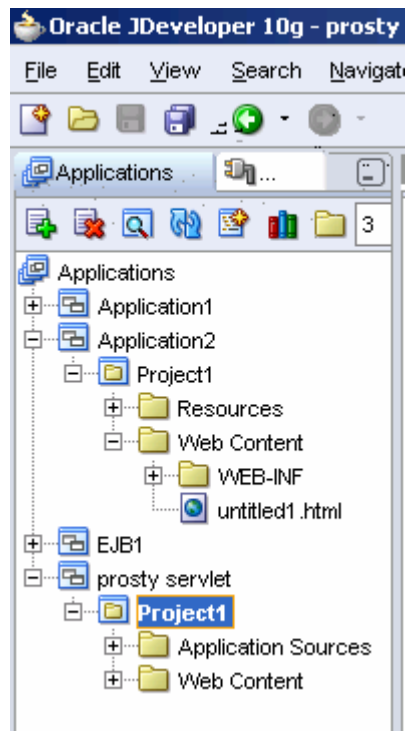 Oracle JDeveloper 10g - prosty
File Edit View Search Navigat
Applications ...
3
Applications
Application1
Application2
Project1
Resources
Web Content
WEB-INF
untitled1.html
EJB1
prosty servlet
Project1
Application Sources
Web Content